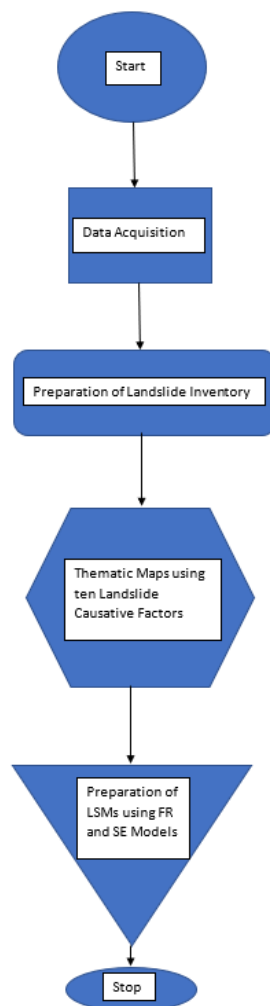 Start
Data Acquisition
Preparation of Landslide Inventory
Thematic Maps using
ten Landslide
Causative Factors
Preparation of
LSMs using FR
and SE Models
Stop